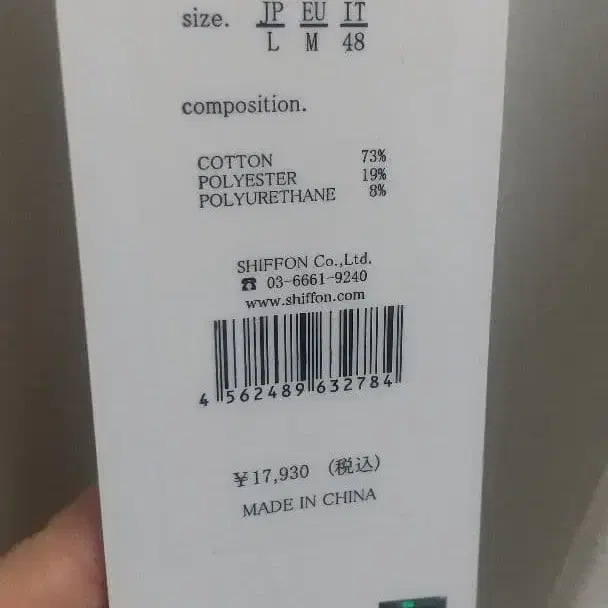 size. JP EU IT
L M 48
composition.
COTTON 73%
POLYESTER 19%
POLYURETHANE 8%
SHIFFON Co.,Ltd.
☎ 03-6661-9240
www.shiffon.com
4 562489 632784
¥17,930 (税込)
MADE IN CHINA